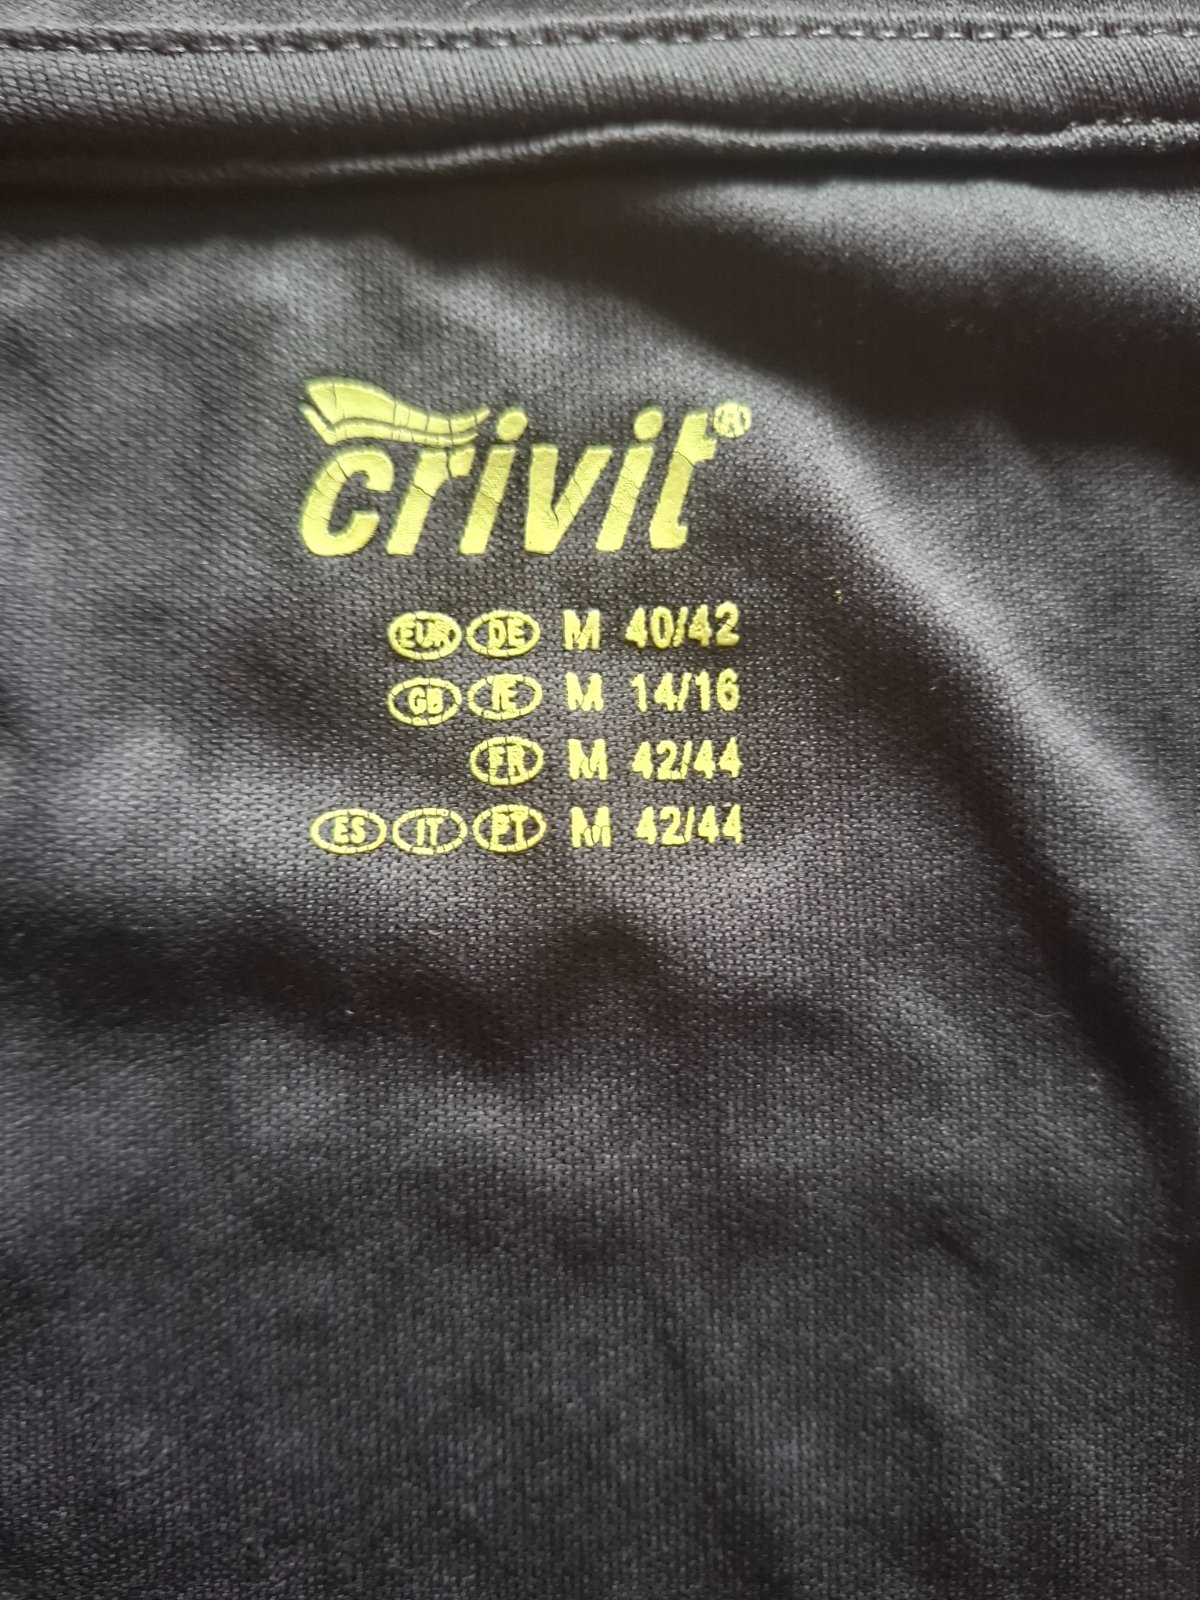 crivit®
EUR DE M 40/42
GB IE M 14/16
FR M 42/44
ES IT PT M 42/44